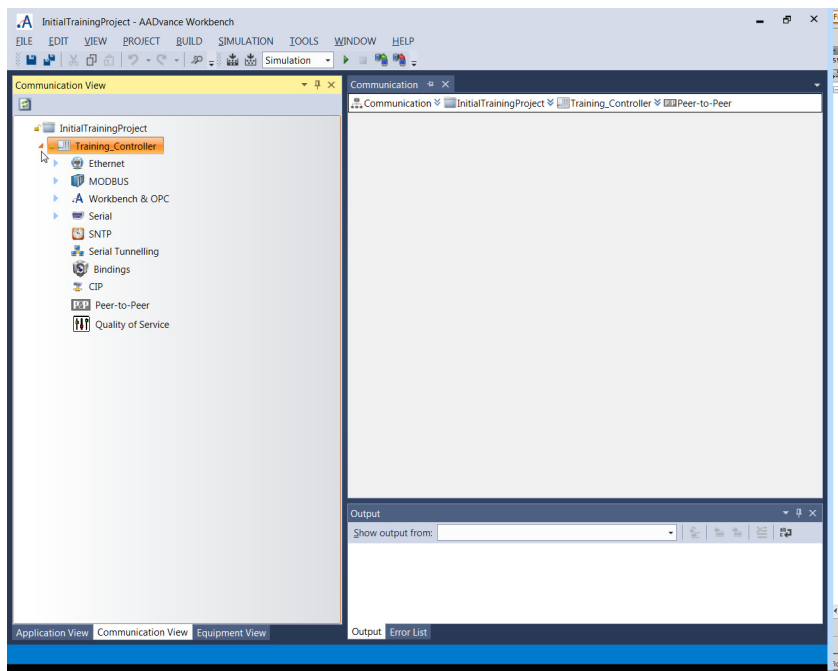 InitialTrainingProject - AADvance Workbench
FILE EDIT VIEW PROJECT BUILD SIMULATION TOOLS WINDOW HELP
Simulation
Communication View
InitialTrainingProject
Training_Controller
Ethernet
MODBUS
Workbench & OPC
Serial
SNTP
Serial Tunnelling
Bindings
CIP
Peer-to-Peer
Quality of Service
Application View Communication View Equipment View
Communication
Communication InitialTrainingProject Training_Controller Peer-to-Peer
Output
Show output from:
Output Error List